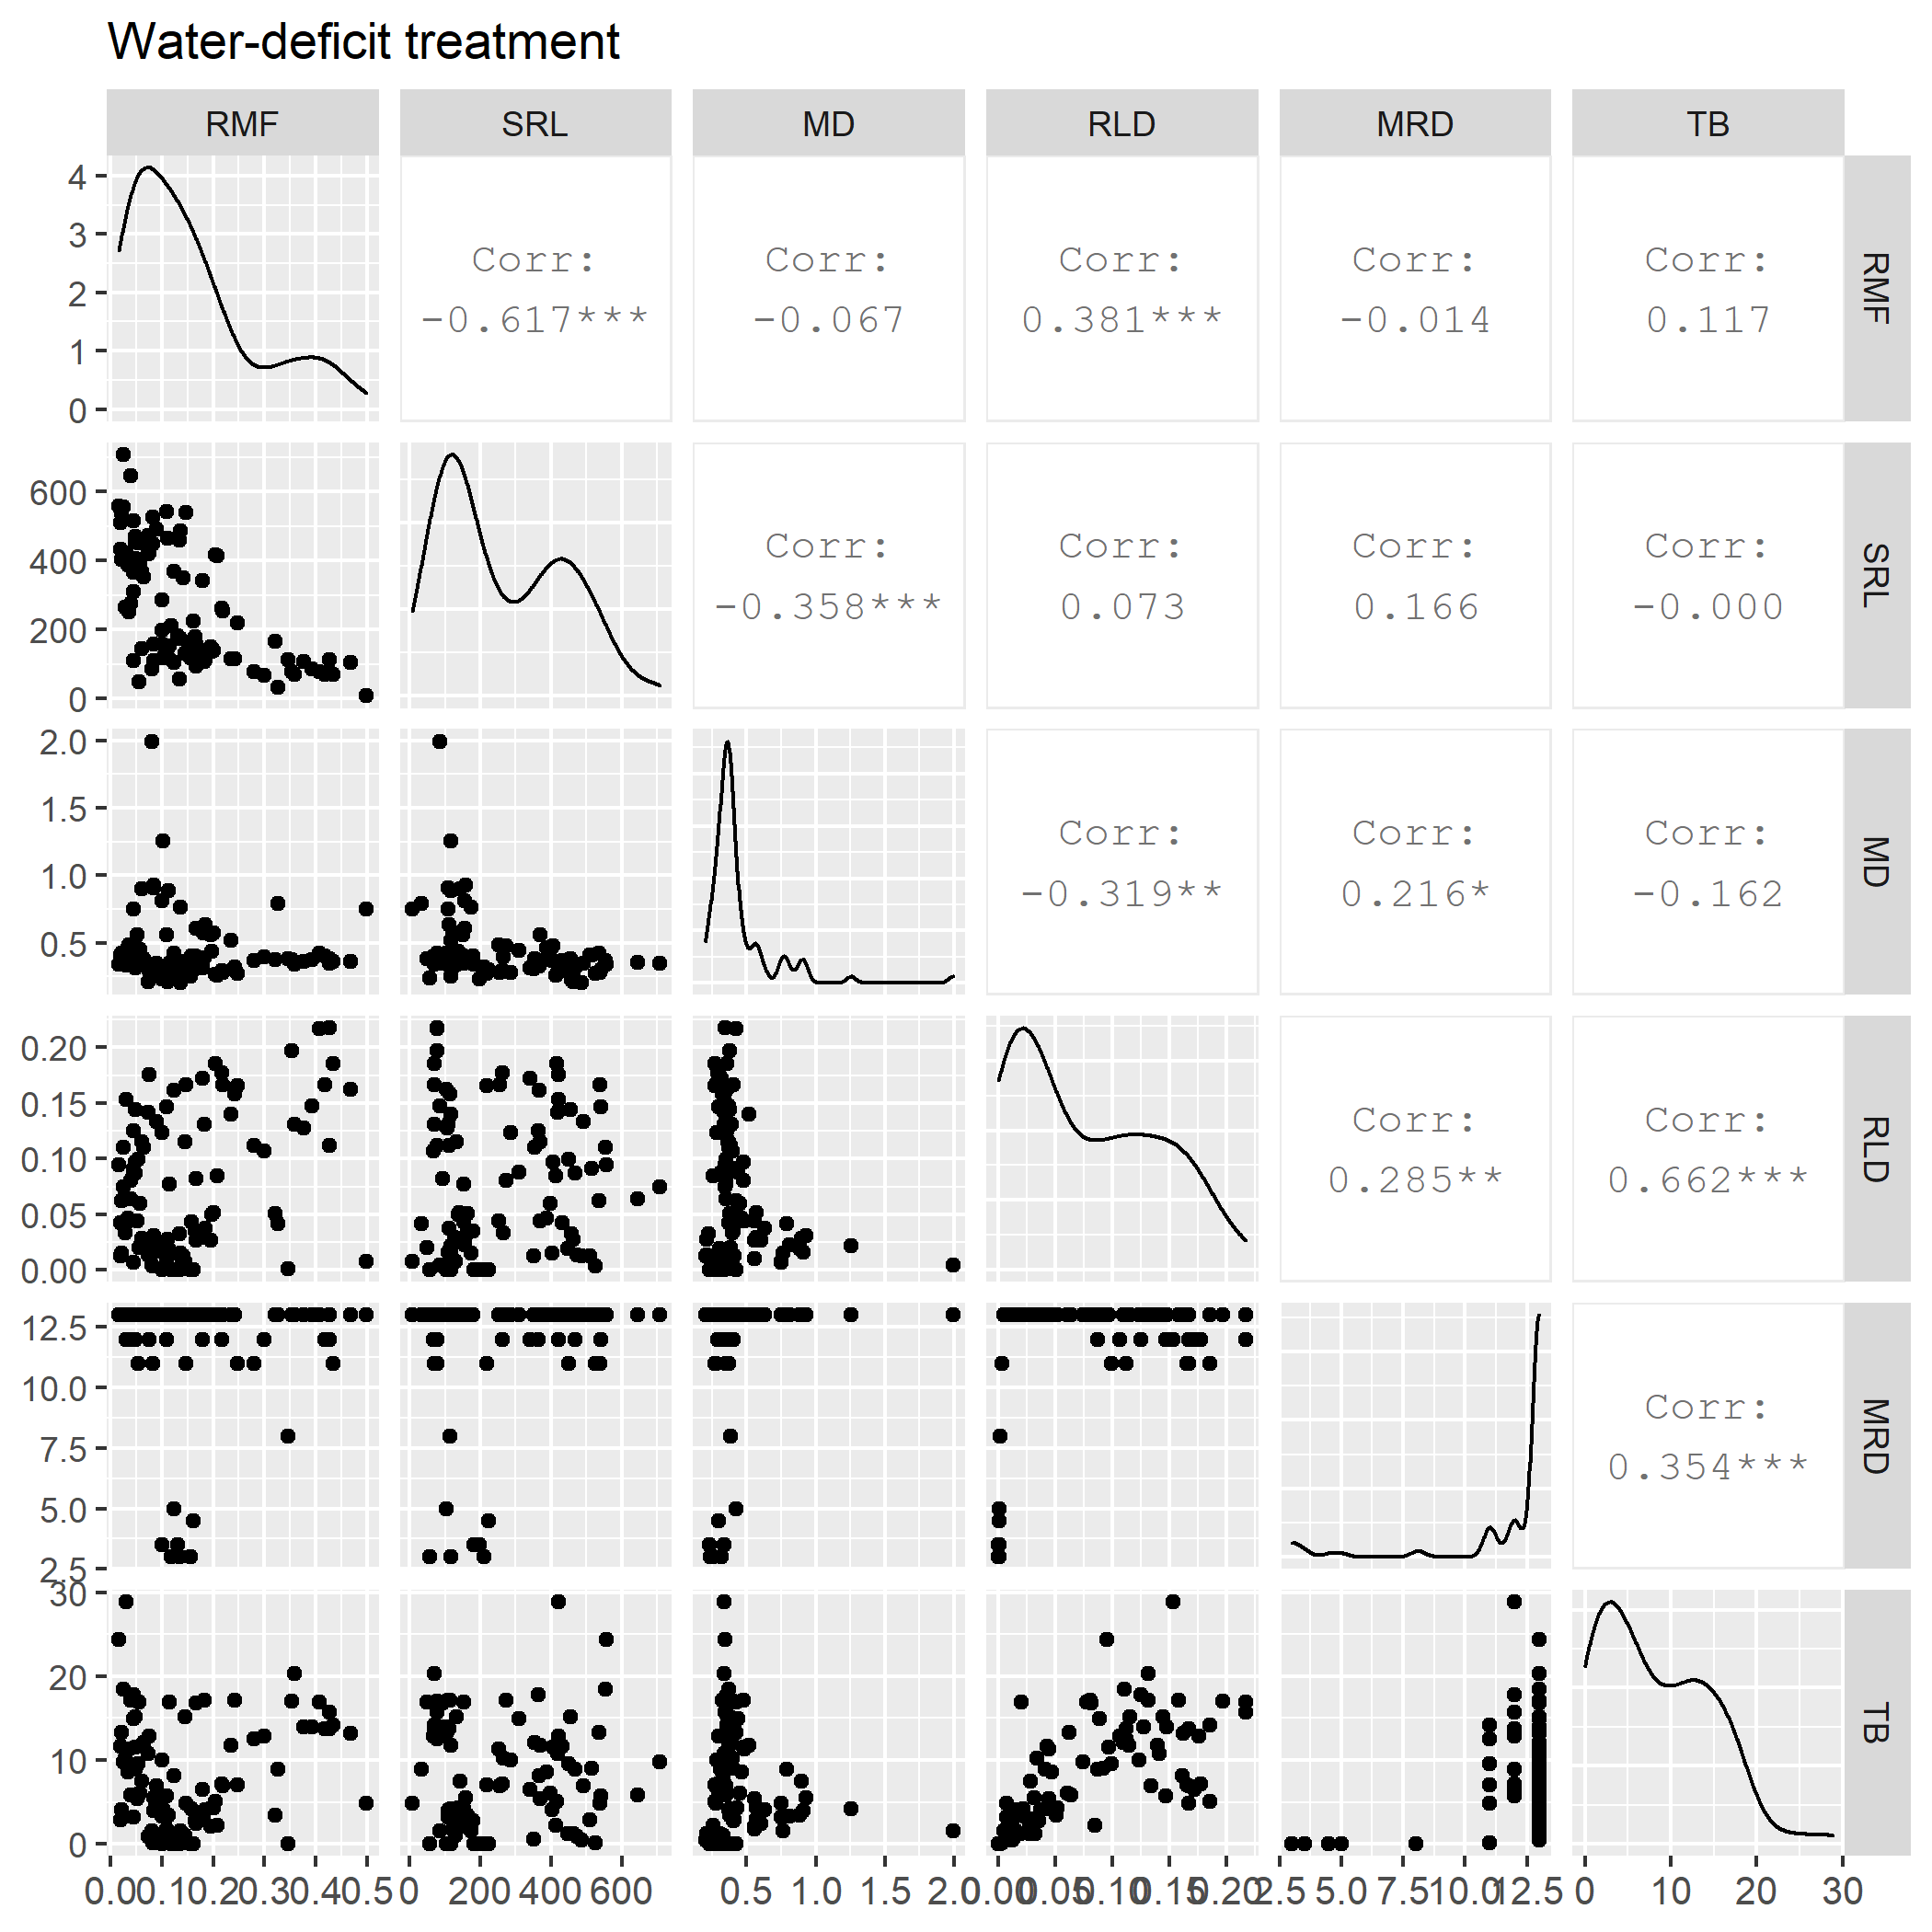 Water-deficit treatment
RMF SRL MD RLD MRD TB
4
3
2
1
0
Corr:
-0.617***
Corr:
-0.067
Corr:
0.381***
Corr:
-0.014
Corr:
0.117
RMF
600
400
200
0
Corr:
-0.358***
Corr:
0.073
Corr:
0.166
Corr:
-0.000
SRL
2.0
1.5
1.0
0.5
Corr:
-0.319**
Corr:
0.216*
Corr:
-0.162
MD
0.20
0.15
0.10
0.05
0.00
Corr:
0.285**
Corr:
0.662***
RLD
12.5
10.0
7.5
5.0
2.5
Corr:
0.354***
MRD
30
20
10
0
TB
0.0 0.1 0.2 0.3 0.4 0.5 0 200 400 600 0.5 1.0 1.5 2.0 0.00 0.05 0.10 0.15 0.20 2.5 5.0 7.5 10.0 12.5 0 10 20 30